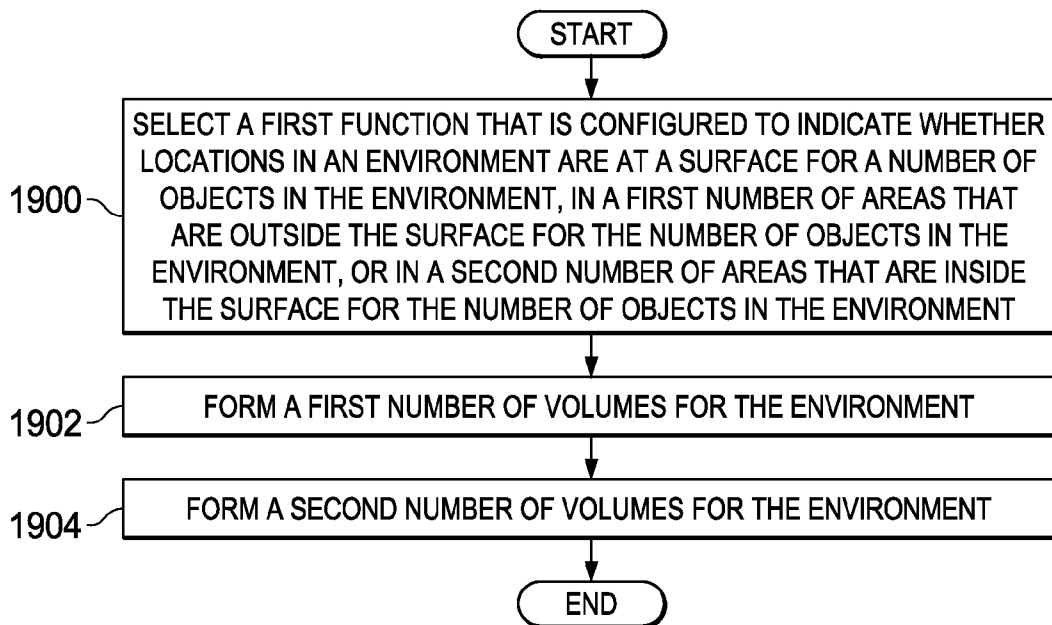 START
SELECT A FIRST FUNCTION THAT IS CONFIGURED TO INDICATE WHETHER
LOCATIONS IN AN ENVIRONMENT ARE AT A SURFACE FOR A NUMBER OF
OBJECTS IN THE ENVIRONMENT, IN A FIRST NUMBER OF AREAS THAT
ARE OUTSIDE THE SURFACE FOR THE NUMBER OF OBJECTS IN THE
ENVIRONMENT, OR IN A SECOND NUMBER OF AREAS THAT ARE INSIDE
THE SURFACE FOR THE NUMBER OF OBJECTS IN THE ENVIRONMENT
1900
FORM A FIRST NUMBER OF VOLUMES FOR THE ENVIRONMENT
1902
FORM A SECOND NUMBER OF VOLUMES FOR THE ENVIRONMENT
1904
END